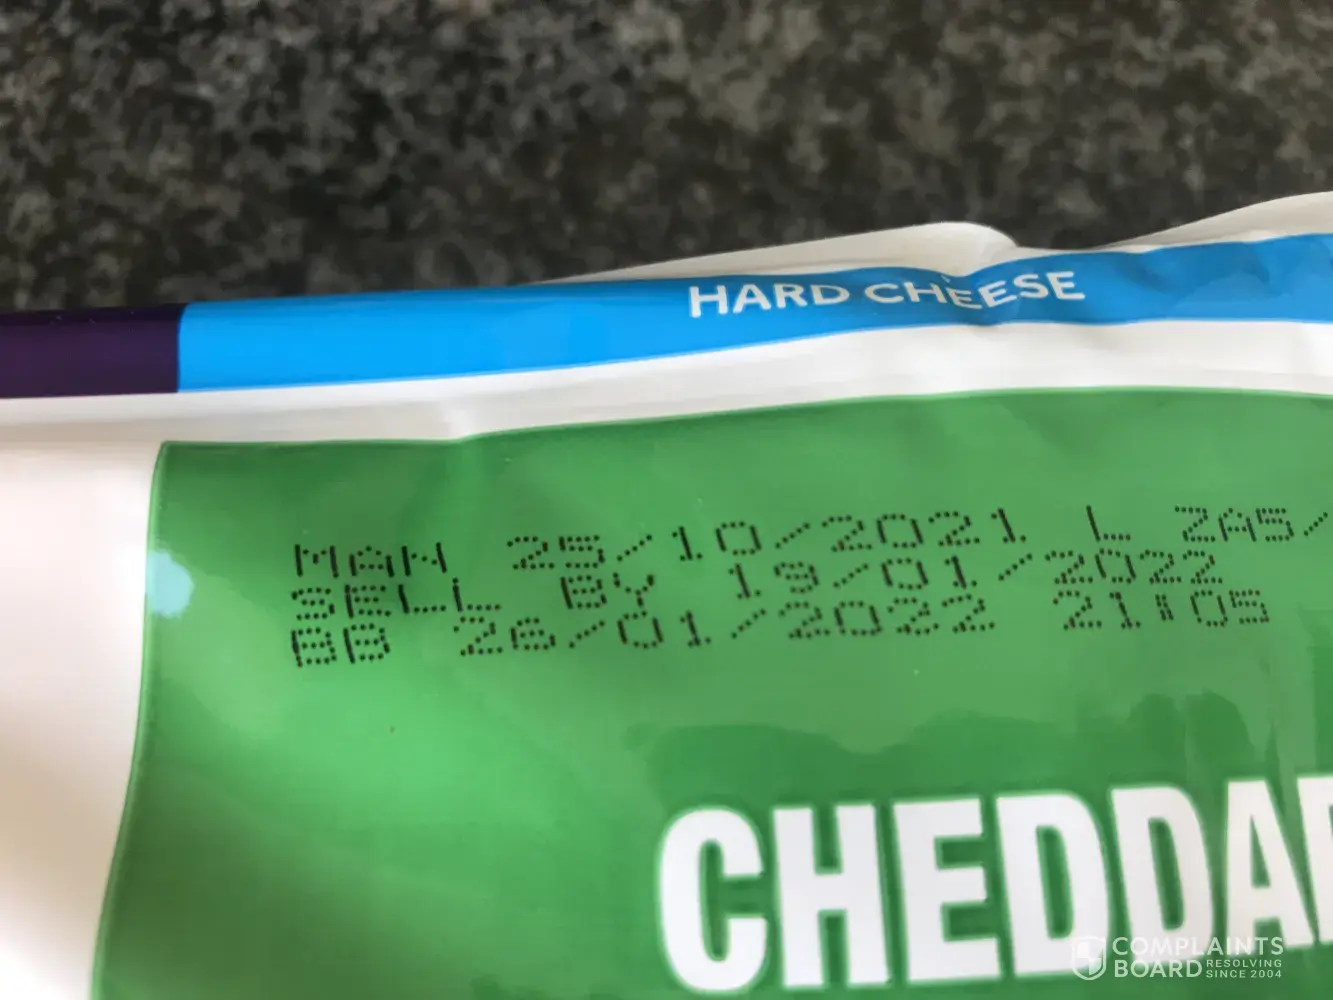 HARD CHEESE
MAN 25/10/2021 L ZA5/
SELL BY 19/01/2022
BB 26/01/2022 21:05
CHEDDAR
COMPLAINTS
BOARD RESOLVING
SINCE 2004